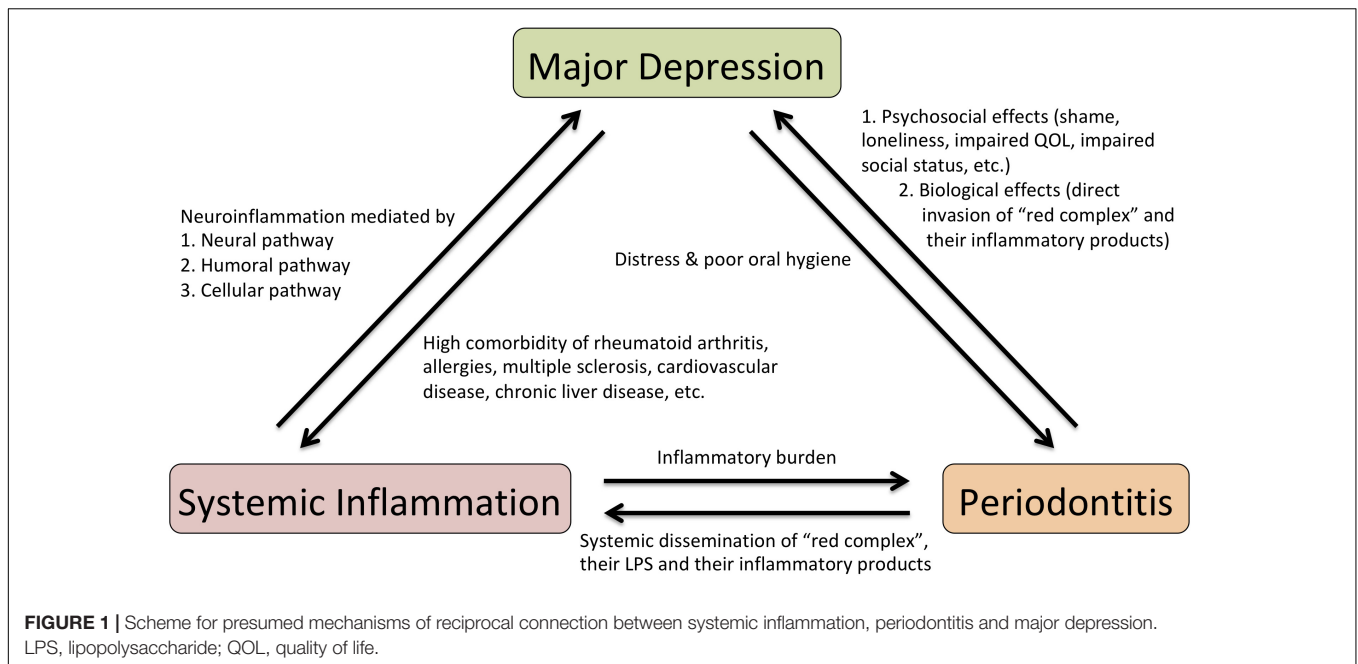 Major Depression
1. Psychosocial effects (shame,
loneliness, impaired QOL, impaired
social status, etc.)
2. Biological effects (direct
invasion of “red complex” and
their inflammatory products)
Neuroinflammation mediated by
1. Neural pathway
2. Humoral pathway
3. Cellular pathway
Distress & poor oral hygiene
High comorbidity of rheumatoid arthritis,
allergies, multiple sclerosis, cardiovascular
disease, chronic liver disease, etc.
Inflammatory burden
Systemic Inflammation
Periodontitis
Systemic dissemination of “red complex”,
their LPS and their inflammatory products
FIGURE 1 | Scheme for presumed mechanisms of reciprocal connection between systemic inflammation, periodontitis and major depression.
LPS, lipopolysaccharide; QOL, quality of life.